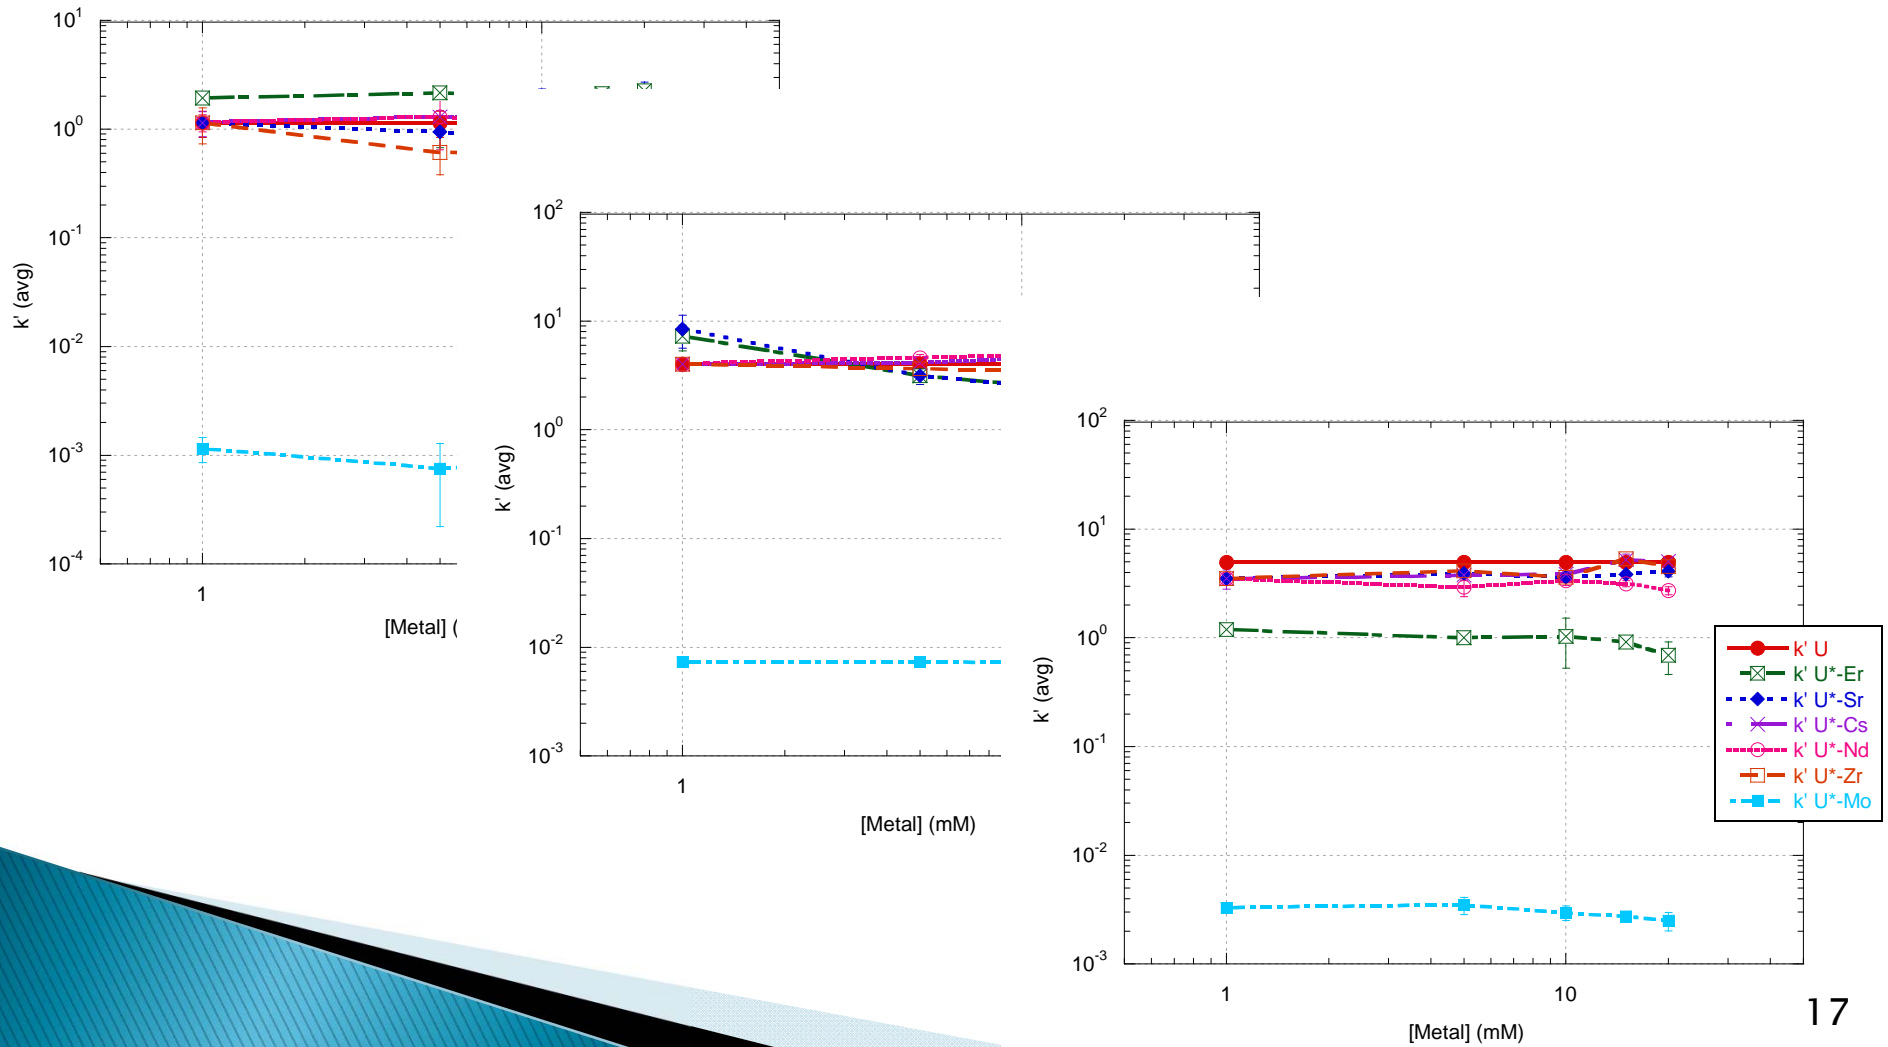 10^1
10^0
10^-1
10^-2
10^-3
10^-4
k' (avg)
1
[Metal] (
10^2
10^1
10^0
10^-1
10^-2
10^-3
k' (avg)
1
[Metal] (mM)
10^2
10^1
10^0
10^-1
10^-2
10^-3
k' (avg)
1 10
[Metal] (mM)
k' U
k' U*-Er
k' U*-Sr
k' U*-Cs
k' U*-Nd
k' U*-Zr
k' U*-Mo
17